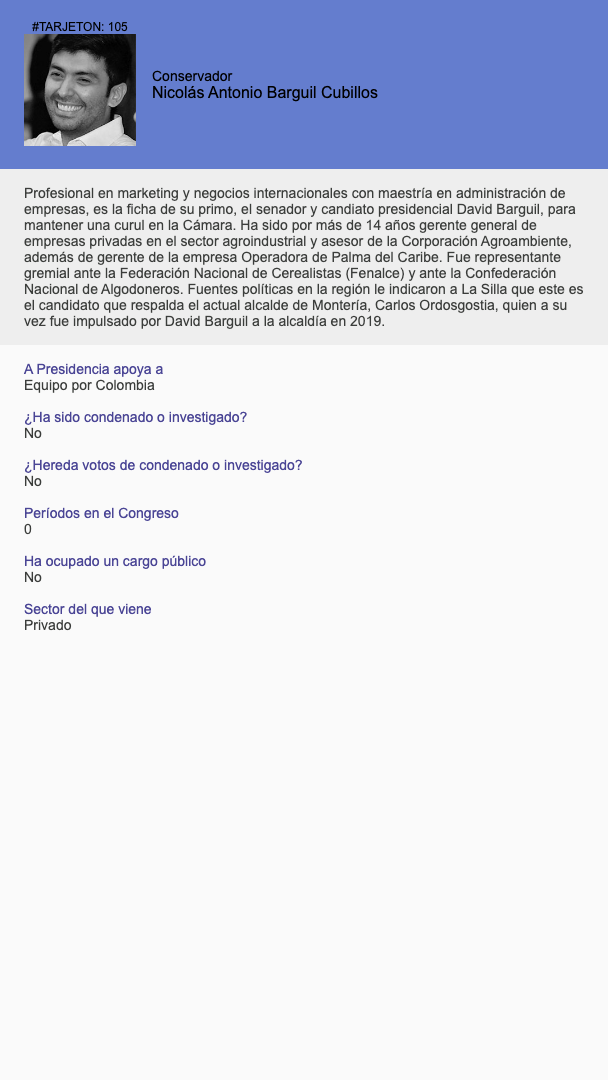 #TARJETON: 105
Conservador
Nicolás Antonio Barguil Cubillos
Profesional en marketing y negocios internacionales con maestría en administración de
empresas, es la ficha de su primo, el senador y candiato presidencial David Barguil, para
mantener una curul en la Cámara. Ha sido por más de 14 años gerente general de
empresas privadas en el sector agroindustrial y asesor de la Corporación Agroambiente,
además de gerente de la empresa Operadora de Palma del Caribe. Fue representante
gremial ante la Federación Nacional de Cerealistas (Fenalce) y ante la Confederación
Nacional de Algodoneros. Fuentes políticas en la región le indicaron a La Silla que este es
el candidato que respalda el actual alcalde de Montería, Carlos Ordosgostia, quien a su
vez fue impulsado por David Barguil a la alcaldía en 2019.
A Presidencia apoya a
Equipo por Colombia
¿Ha sido condenado o investigado?
No
¿Hereda votos de condenado o investigado?
No
Períodos en el Congreso
0
Ha ocupado un cargo público
No
Sector del que viene
Privado